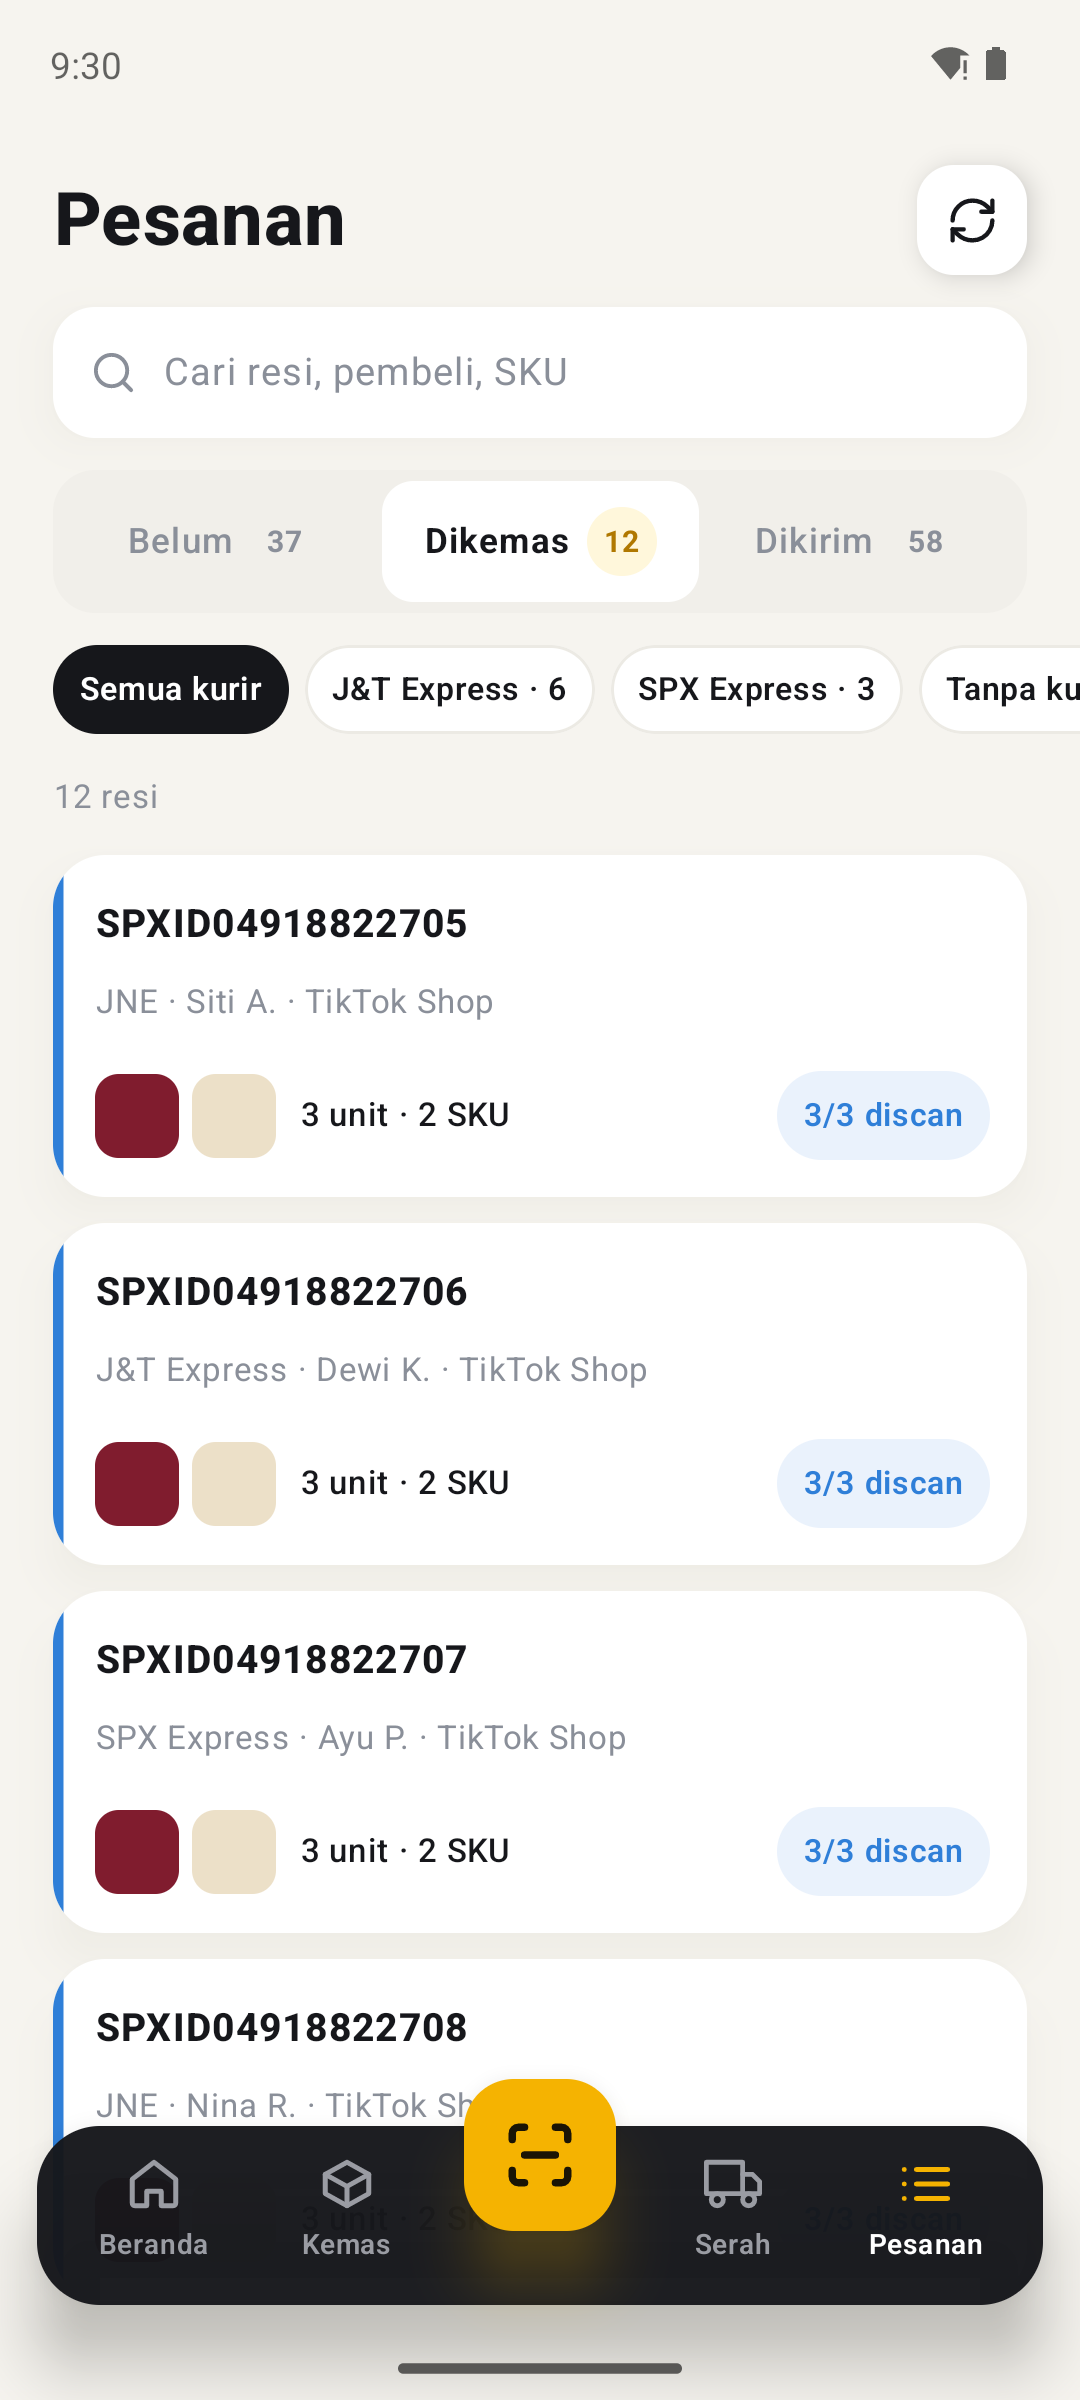 9:30
Pesanan
Cari resi, pembeli, SKU
Belum 37 Dikemas 12 Dikirim 58
Semua kurir J&T Express · 6 SPX Express · 3 Tanpa ku
12 resi
SPXID04918822705
JNE · Siti A. · TikTok Shop
3 unit · 2 SKU 3/3 discan
SPXID04918822706
J&T Express · Dewi K. · TikTok Shop
3 unit · 2 SKU 3/3 discan
SPXID04918822707
SPX Express · Ayu P. · TikTok Shop
3 unit · 2 SKU 3/3 discan
SPXID04918822708
JNE · Nina R. · TikTok Sh
Beranda Kemas Serah Pesanan